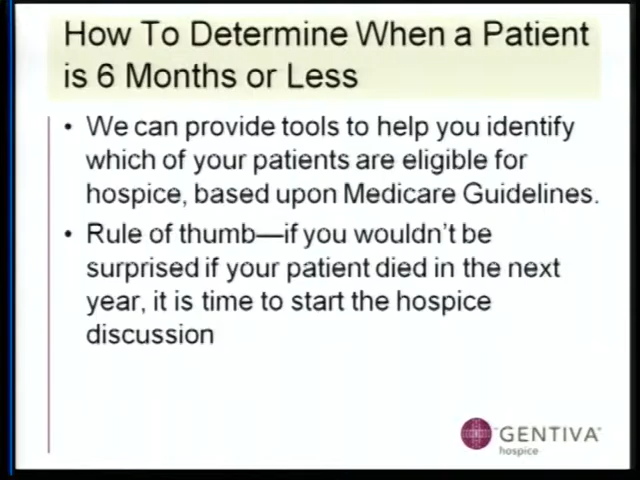 How To Determine When a Patient
is 6 Months or Less
• We can provide tools to help you identify
which of your patients are eligible for
hospice, based upon Medicare Guidelines.
• Rule of thumb—if you wouldn't be
surprised if your patient died in the next
year, it is time to start the hospice
discussion
GENTIVA
hospice